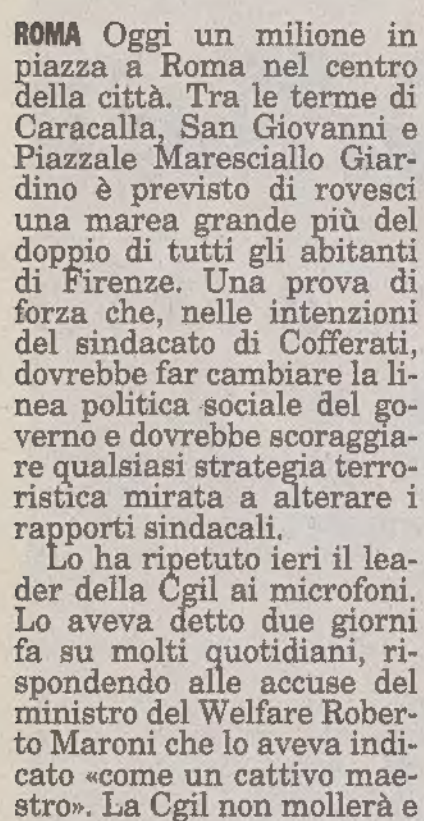 ROMA Oggi un milione in
piazza a Roma nel centro
della città. Tra le terme di
Caracalla, San Giovanni e
Piazzale Maresciallo Giar-
dino è previsto di rovesci
una marea grande più del
doppio di tutti gli abitanti
di Firenze. Una prova di
forza che, nelle intenzioni
del sindacato di Cofferati,
dovrebbe far cambiare la li-
nea politica sociale del go-
verno e dovrebbe scoraggia-
re qualsiasi strategia terro-
ristica mirata a alterare i
rapporti sindacali.
Lo ha ripetuto ieri il lea-
der della Cgil ai microfoni.
Lo aveva detto due giorni
fa su molti quotidiani, ri-
spondendo alle accuse del
ministro del Welfare Rober-
to Maroni che lo aveva indi-
cato «come un cattivo mae-
stro». La Cgil non mollerà e